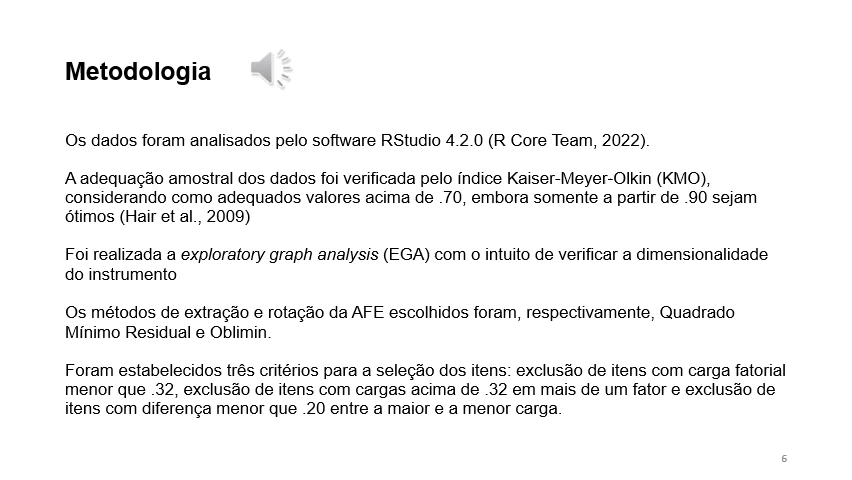 Metodologia
Os dados foram analisados pelo software RStudio 4.2.0 (R Core Team, 2022).
A adequação amostral dos dados foi verificada pelo índice Kaiser-Meyer-Olkin (KMO),
considerando como adequados valores acima de .70, embora somente a partir de .90 sejam
ótimos (Hair et al., 2009)
Foi realizada a exploratory graph analysis (EGA) com o intuito de verificar a dimensionalidade
do instrumento
Os métodos de extração e rotação da AFE escolhidos foram, respectivamente, Quadrado
Mínimo Residual e Oblimin.
Foram estabelecidos três critérios para a seleção dos itens: exclusão de itens com carga fatorial
menor que .32, exclusão de itens com cargas acima de .32 em mais de um fator e exclusão de
itens com diferença menor que .20 entre a maior e a menor carga.
6